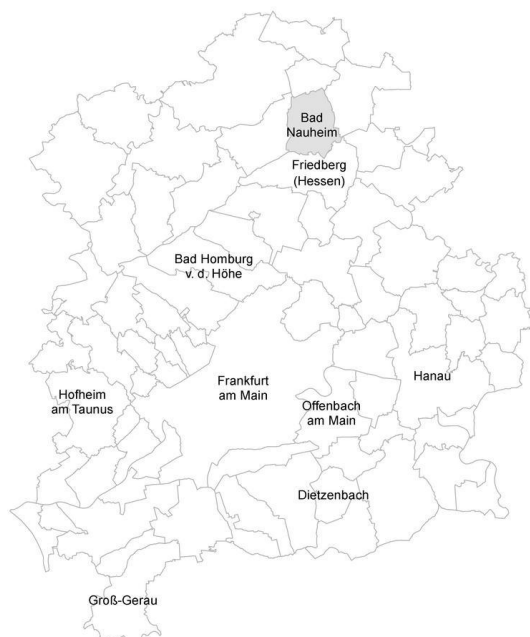 Bad
Nauheim
Friedberg
(Hessen)
Bad Homburg
v. d. Höhe
Frankfurt
am Main
Hanau
Hofheim
am Taunus
Offenbach
am Main
Dietzenbach
Groß-Gerau